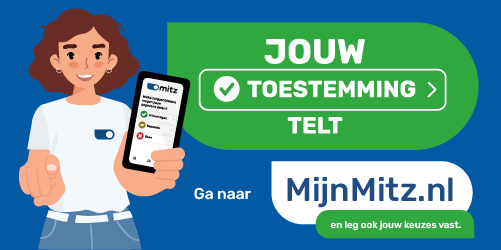 JOUW
TOESTEMMING
TELT
mitz
Ga naar
MijnMitz.nl
en leg ook jouw keuzes vast.